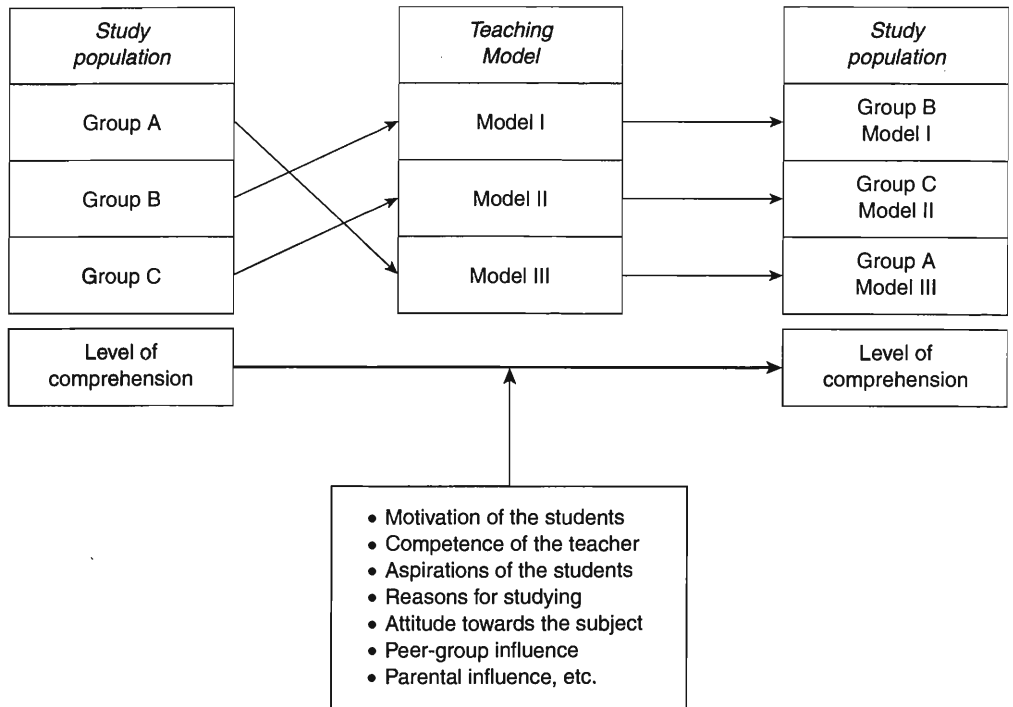 Study
population
Teaching
Model
Study
population
Group A
Model I
Group B
Model I
Group B
Model II
Group C
Model II
Group C
Model III
Group A
Model III
Level of
comprehension
Level of
comprehension
• Motivation of the students
• Competence of the teacher
• Aspirations of the students
• Reasons for studying
• Attitude towards the subject
• Peer-group influence
• Parental influence, etc.